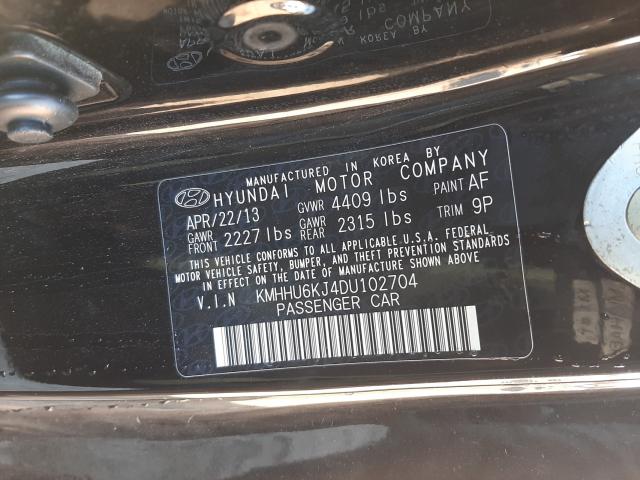 MANUFACTURED IN KOREA BY
HYUNDAI MOTOR COMPANY
APR/22/13 GVWR 4409 lbs PAINT AF
GAWR FRONT 2227 lbs GAWR REAR 2315 lbs TRIM 9P
THIS VEHICLE CONFORMS TO ALL APPLICABLE U.S.A. FEDERAL
MOTOR VEHICLE SAFETY, BUMPER, AND THEFT PREVENTION STANDARDS
IN EFFECT ON THE DATE OF MANUFACTURE SHOWN ABOVE
V.I.N KMHHU6KJ4DU102704
PASSENGER CAR